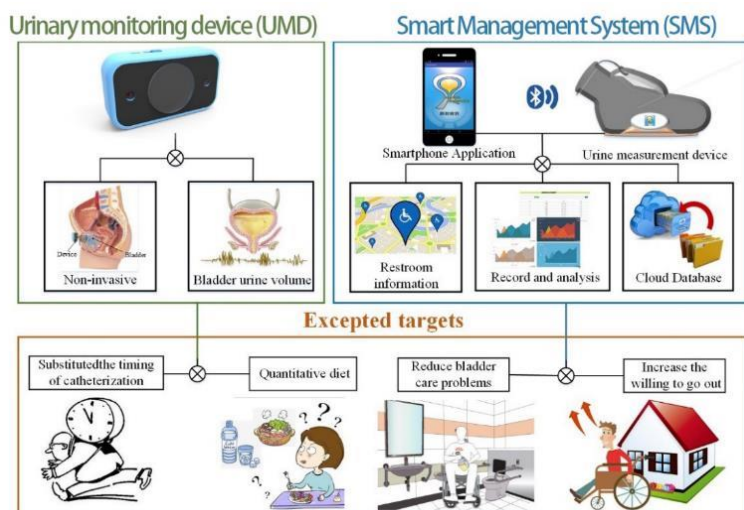 Urinary monitoring device (UMD)
Smart Management System (SMS)
Smartphone Application
Urine measurement device
Device
Bladder
Non-invasive
Bladder urine volume
Restroom
information
Record and analysis
Cloud Database
Excepted targets
Substitutedthe timing
of catheterization
Quantitative diet
Reduce bladder
care problems
Increase the
willing to go out
? ? ?
?
?
?